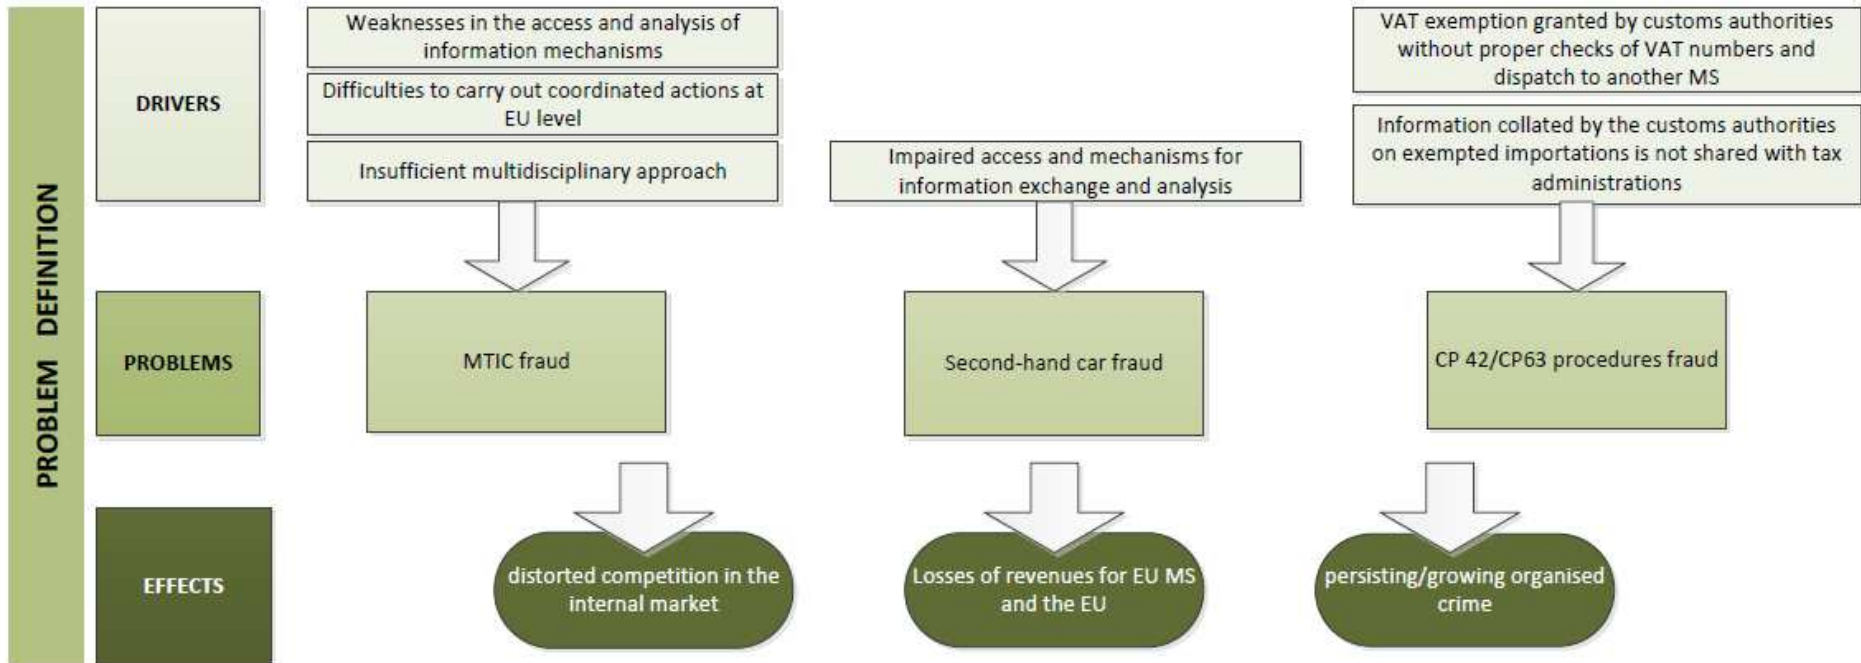 PROBLEM DEFINITION
DRIVERS
Weaknesses in the access and analysis of
information mechanisms
Difficulties to carry out coordinated actions at
EU level
Insufficient multidisciplinary approach
Impaired access and mechanisms for
information exchange and analysis
VAT exemption granted by customs authorities
without proper checks of VAT numbers and
dispatch to another MS
Information collated by the customs authorities
on exempted importations is not shared with tax
administrations
PROBLEMS
MTIC fraud
Second-hand car fraud
CP 42/CP63 procedures fraud
EFFECTS
distorted competition in the
internal market
Losses of revenues for EU MS
and the EU
persisting/growing organised
crime